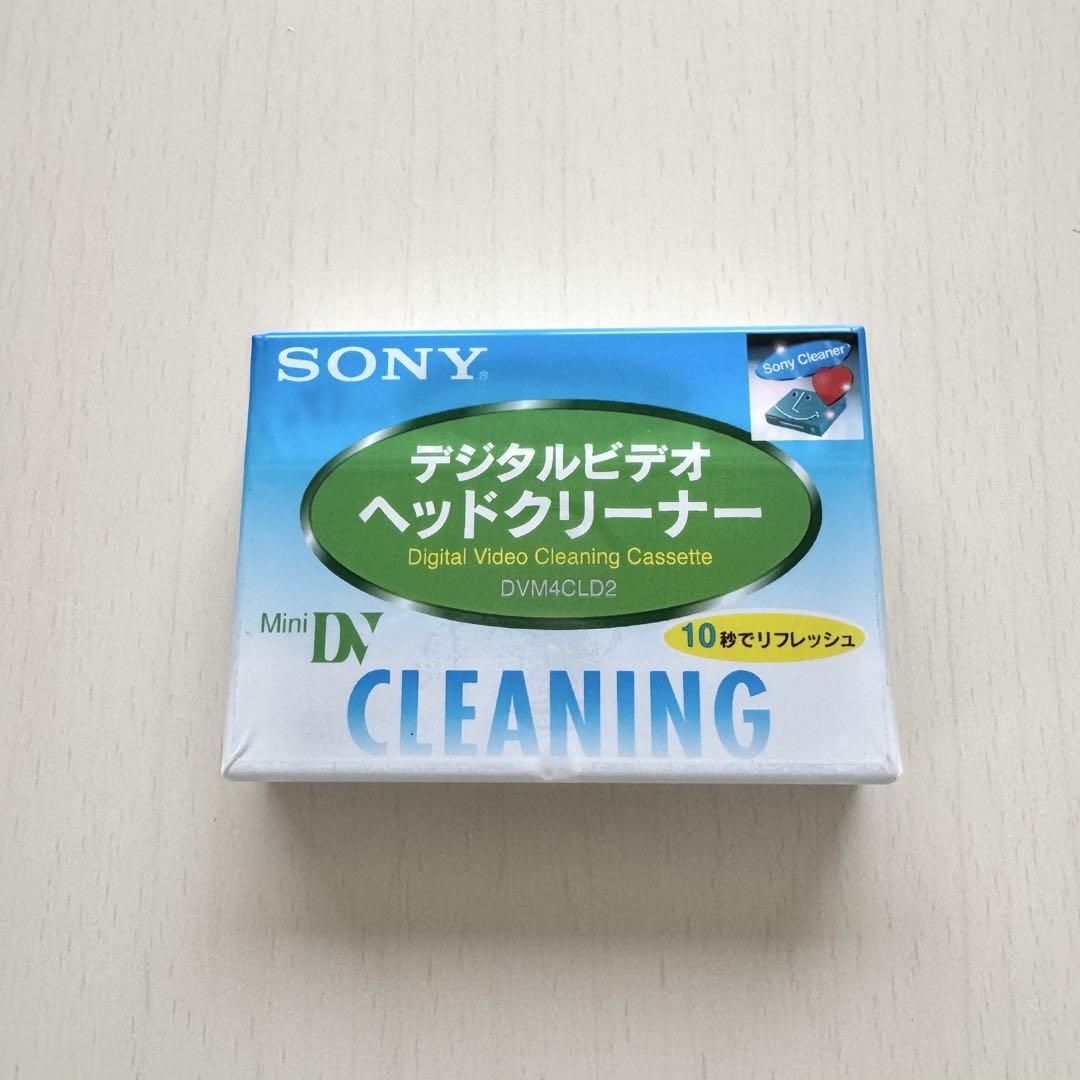 SONY®
Sony Cleaner
デジタルビデオ
ヘッドクリーナー
Digital Video Cleaning Cassette
DVM4CLD2
Mini DV
10秒でリフレッシュ
CLEANING